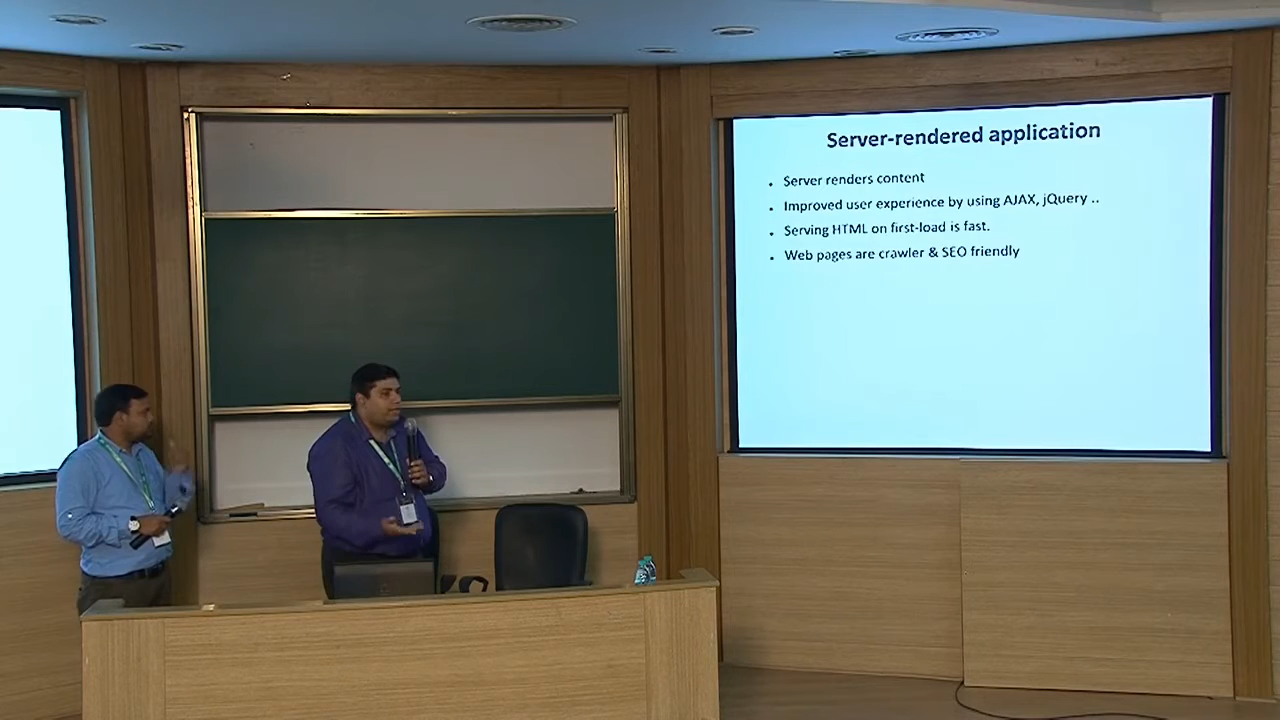 Server-rendered application
• Server renders content
• Improved user experience by using AJAX, jQuery ..
• Serving HTML on first-load is fast.
• Web pages are crawler & SEO friendly